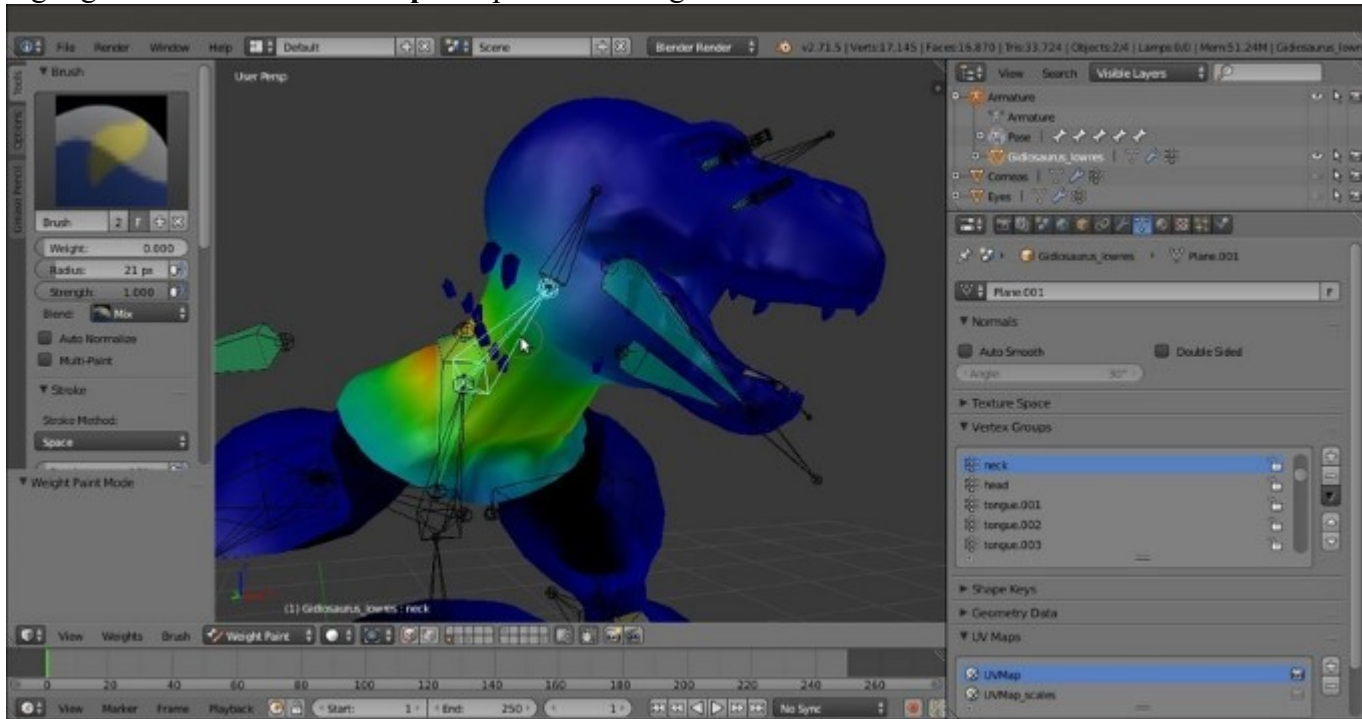 File Render Window Help Default Scene Blender Render v2.71.5 | Verts:17,145 | Faces:16,870 | Tris:33,724 | Objects:2/4 | Lamps:0/0 | Mem:51.24M | Gidiosaurus_lowr
Tools
Options
Grease Pencil
Brush
Brush 2 F
Weight: 0.000
Radius: 21 px
Strength: 1.000
Blend: Mix
Auto Normalize
Multi-Paint
Stroke
Stroke Method:
Space
Weight Paint Mode
User Persp
(1) Gidiosaurus_lowres : neck
View Weights Brush Weight Paint
0 20 40 60 80 100 120 140 160 180 200 220 240 260
View Marker Frame Playback Start: 1 End: 250 1 No Sync
View Search Visible Layers
Armature
Armature
Pose
Gidiosaurus_lowres
Corneas
Eyes
Gidiosaurus_lowres Plane.001
Plane.001 F
Normals
Auto Smooth Double Sided
Angle: 30°
Texture Space
Vertex Groups
neck
head
tongue.001
tongue.002
tongue.003
Shape Keys
Geometry Data
UV Maps
UVMap
UVMap_scales